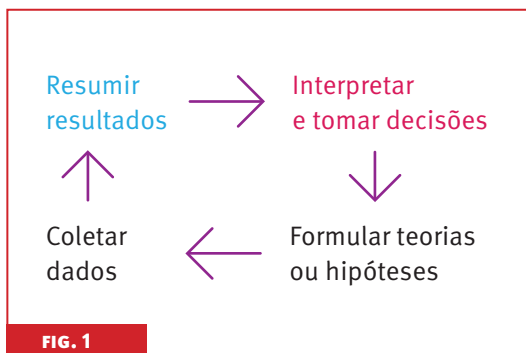 Resumir
resultados
Interpretar
e tomar decisões
Coletar
dados
Formular teorias
ou hipóteses
FIG. 1